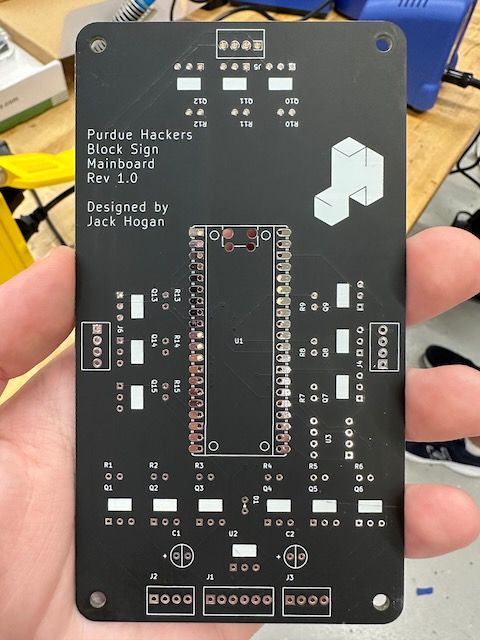 J5
Q12
Q11
Q10
R12
R11
R10
Purdue Hackers
Block Sign
Mainboard
Rev 1.0
Designed by
Jack Hogan
U1
J6
Q13
R13
Q14
R14
Q15
R15
R9
Q9
R8
Q8
J4
R7
Q7
U3
R1
R2
R3
R4
R5
R6
Q1
Q2
Q3
D1
Q4
Q5
Q6
C1
U2
C2
+
+
J2
J1
J3
.com